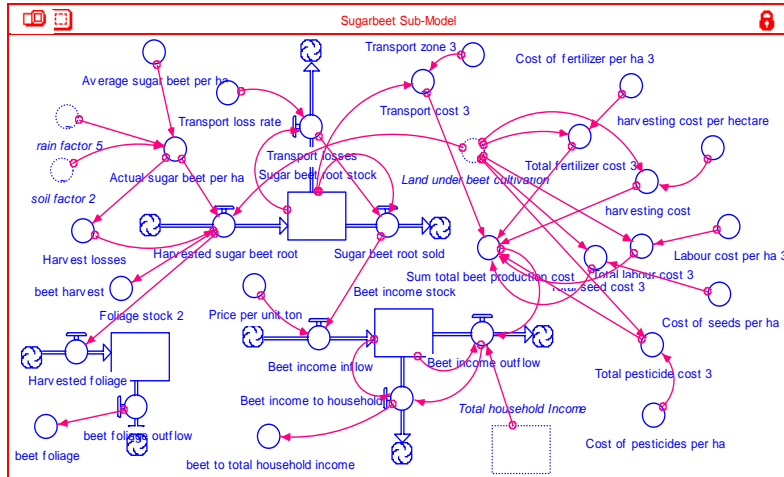 Sugarbeet Sub-Model
Transport zone 3
Cost of fertilizer per ha 3
Average sugar beet per ha
Transport cost 3
harvesting cost per hectare
Transport loss rate
rain factor 5
Transport losses
Total fertilizer cost 3
Actual sugar beet per ha
Sugar beet root stock
Land under beet cultivation
soil factor 2
harvesting cost
Harvest losses
Harvested sugar beet root
Sugar beet root sold
Labour cost per ha 3
Sum total beet production cost
Total labour cost 3
Total seed cost 3
beet harvest
Beet income stock
Foliage stock 2
Price per unit ton
Cost of seeds per ha
Harvested foliage
Beet income inflow
Beet income outflow
Total pesticide cost 3
Beet income to household
Total household Income
beet foliage outflow
Cost of pesticides per ha
beet foliage
beet to total household income